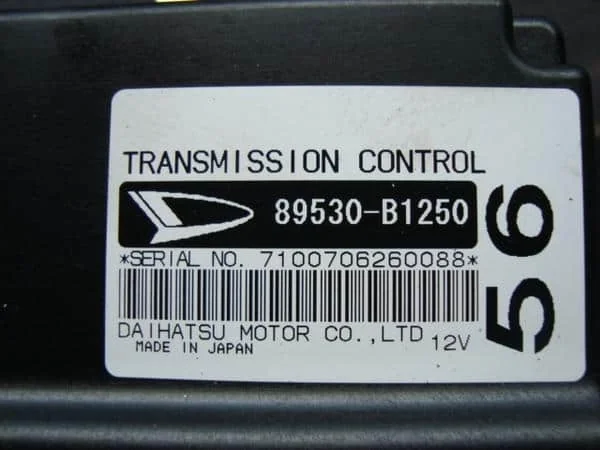 TRANSMISSION CONTROL
89530-B1250
*SERIAL NO. 7100706260088*
DAIHATSU MOTOR CO.,LTD
MADE IN JAPAN
12V
56